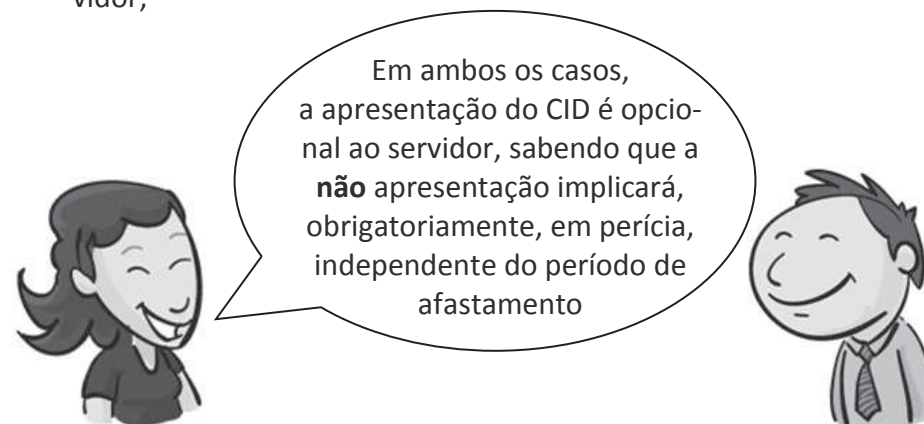 vidor;
Em ambos os casos,
a apresentação do CID é opcio-
nal ao servidor, sabendo que a
não apresentação implicará,
obrigatoriamente, em perícia,
independente do período de
afastamento